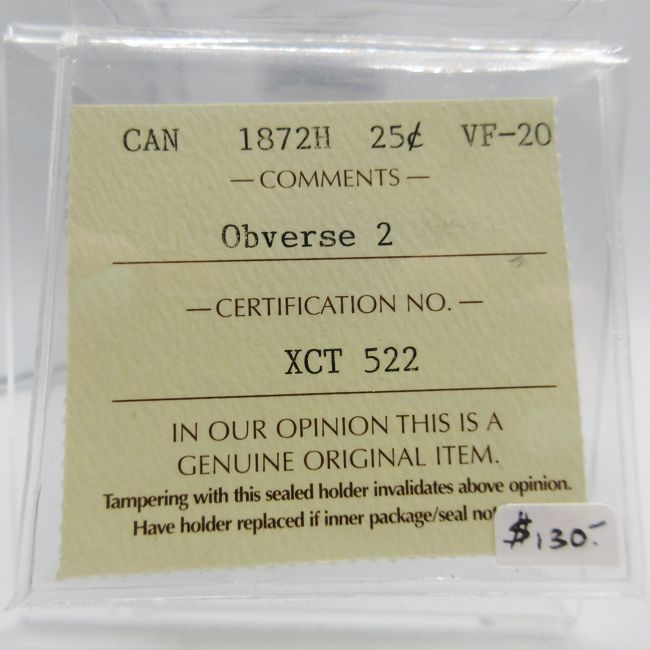 CAN 1872H 25¢ VF-20
— COMMENTS —
Obverse 2
— CERTIFICATION NO. —
XCT 522
IN OUR OPINION THIS IS A
GENUINE ORIGINAL ITEM.
Tampering with this sealed holder invalidates above opinion.
Have holder replaced if inner package/seal
$130.-